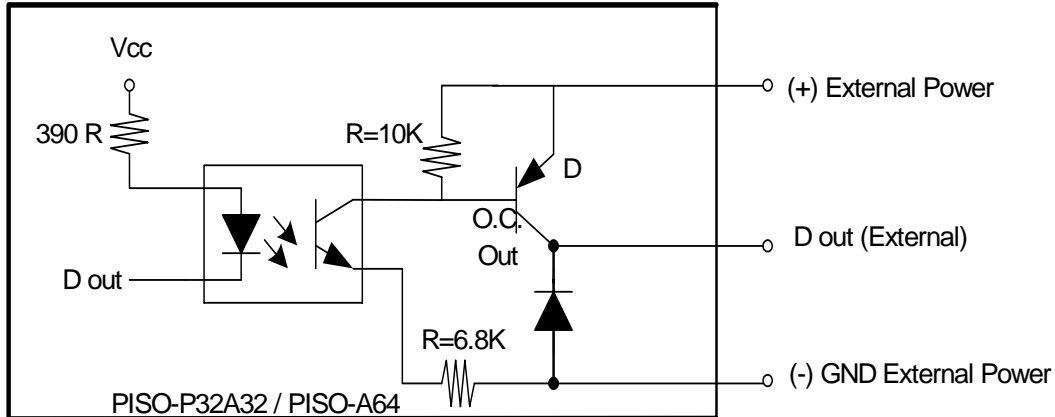 Vcc
(+) External Power
390 R
R=10K
D
O.C.
Out
D out (External)
D out
R=6.8K
(-) GND External Power
PISO-P32A32 / PISO-A64